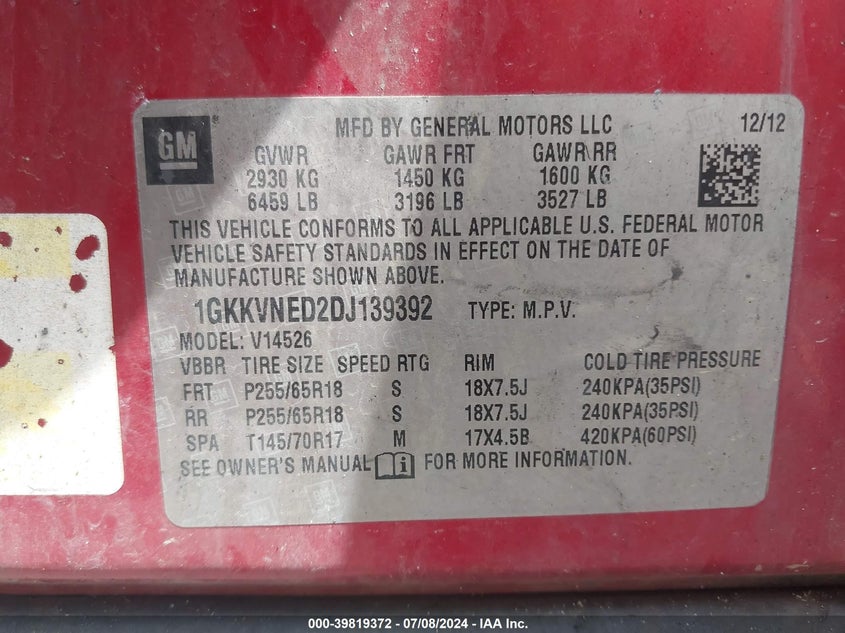 GM
MFD BY GENERAL MOTORS LLC 12/12
GVWR GAWR FRT GAWR RR
2930 KG 1450 KG 1600 KG
6459 LB 3196 LB 3527 LB
THIS VEHICLE CONFORMS TO ALL APPLICABLE U.S. FEDERAL MOTOR
VEHICLE SAFETY STANDARDS IN EFFECT ON THE DATE OF
MANUFACTURE SHOWN ABOVE.
1GKKVNED2DJ139392 TYPE: M.P.V.
MODEL: V14526
VBBR TIRE SIZE SPEED RTG RIM COLD TIRE PRESSURE
FRT P255/65R18 S 18X7.5J 240KPA(35PSI)
RR P255/65R18 S 18X7.5J 240KPA(35PSI)
SPA T145/70R17 M 17X4.5B 420KPA(60PSI)
SEE OWNER'S MANUAL FOR MORE INFORMATION.
000-39819372 - 07/08/2024 - IAA Inc.